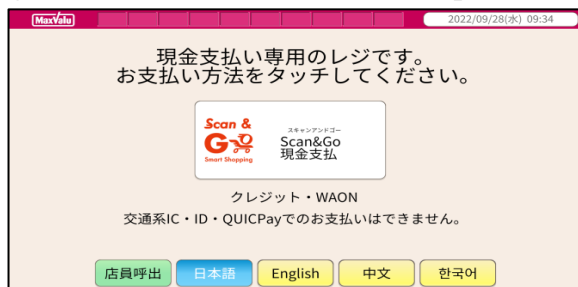 MaxValu
2022/09/28(水) 09:34
現金支払い専用のレジです。
お支払い方法をタッチしてください。
Scan &
GO
Smart Shopping
スキャンアンドゴー
Scan&Go
現金支払
クレジット・WAON
交通系IC・ID・QUICPayでのお支払いはできません。
店員呼出 日本語 English 中文 한국어